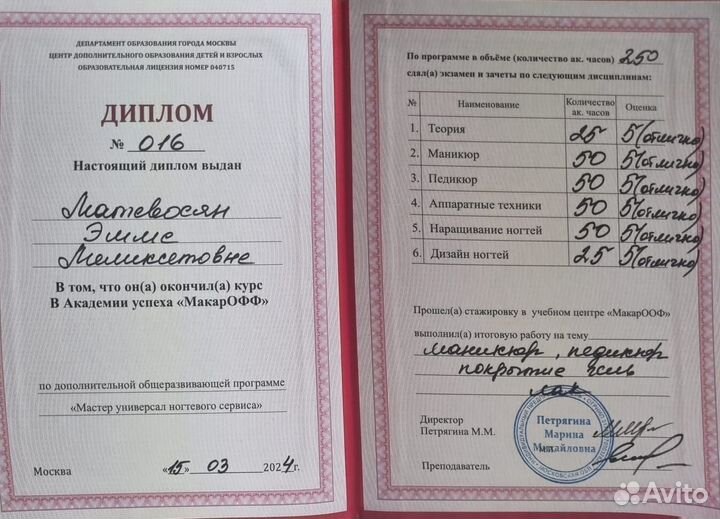 ДЕПАРТАМЕНТ ОБРАЗОВАНИЯ ГОРОДА МОСКВЫ
ЦЕНТР ДОПОЛНИТЕЛЬНОГО ОБРАЗОВАНИЯ ДЕТЕЙ И ВЗРОСЛЫХ
ОБРАЗОВАТЕЛЬНАЯ ЛИЦЕНЗИЯ НОМЕР 040715
ДИПЛОМ
№ 016
Настоящий диплом выдан
Матевосян
Эмме
Меликсетовне
В том, что он(а) окончил(а) курс
В Академии успеха «МакарОФФ»
по дополнительной общеразвивающей программе
«Мастер универсал ногтевого сервиса»
Москва «15» 03 2024г.
По программе в объёме (количество ак. часов) 250
сдал(а) экзамен и зачеты по следующим дисциплинам:
№ Наименование Количество ак. часов Оценка
1. Теория 25 5(отлично)
2. Маникюр 50 5(отлично)
3. Педикюр 50 5(отлично)
4. Аппаратные техники 50 5(отлично)
5. Наращивание ногтей 50 5(отлично)
6. Дизайн ногтей 25 5(отлично)
Прошел(а) стажировку в учебном центре «МакарООФ»
выполнил(а) итоговую работу на тему
маникюр, педикюр
покрытие гель
лак
Директор
Петрягина М.М.
Петрягина
Марина
Михайловна
М.П.
Преподаватель
Avito